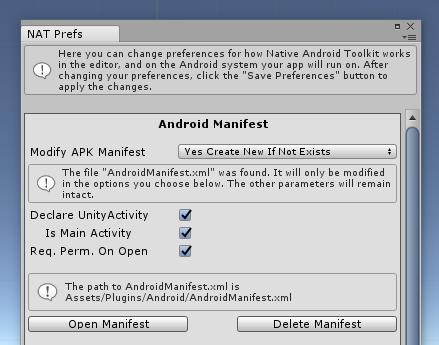 NAT Prefs
Here you can change preferences for how Native Android Toolkit works
in the editor, and on the Android system your app will run on. After
changing your preferences, click the "Save Preferences" button to
apply the changes.
Android Manifest
Modify APK Manifest
Yes Create New If Not Exists
The file "AndroidManifest.xml" was found. It will only be modified
in the options you choose below. The other parameters will remain
intact.
Declare UnityActivity
Is Main Activity
Req. Perm. On Open
The path to AndroidManifest.xml is
Assets/Plugins/Android/AndroidManifest.xml
Open Manifest
Delete Manifest